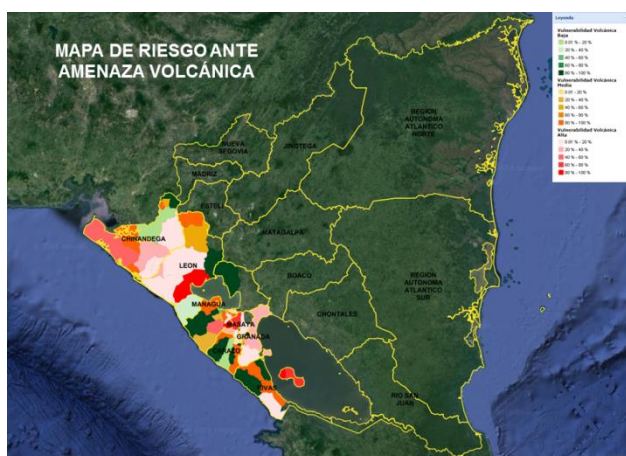 MAPA DE RIESGO ANTE
AMENAZA VOLCÁNICA
Leyenda
Vulnerabilidad Volcánica
Baja
0.01 % - 20 %
20 % - 40 %
40 % - 60 %
60 % - 80 %
80 % - 100 %
Vulnerabilidad Volcánica
Media
0.01 - 20 %
20 % - 40 %
40 % - 60 %
60 % - 80 %
80 % - 100 %
Vulnerabilidad Volcánica
Alta
0.01 % - 20 %
20 % - 40 %
40 % - 60 %
60 % - 80 %
80 % - 100 %
REGION
AUTONOMA
ATLANTICO
NORTE
NUEVA
SEGOVIA
JINOTEGA
MADRIZ
ESTELI
CHINANDEGA
MATAGALPA
LEON
BOACO
REGION
AUTONOMA
ATLANTICO
SUR
MANAGUA
CHONTALES
MASAYA
GRANADA
CARAZO
RIVAS
RIO SAN
JUAN